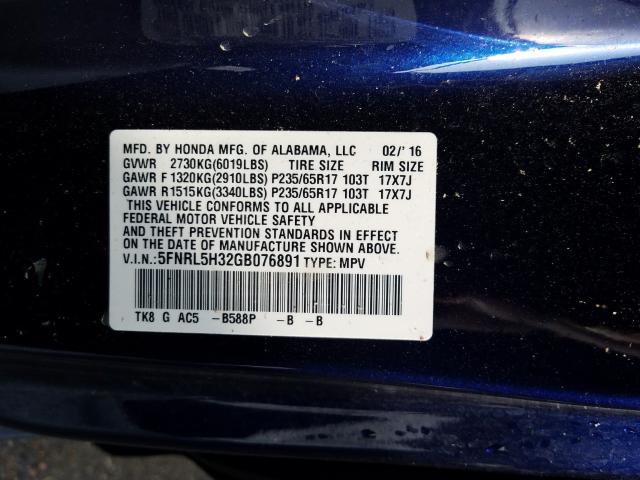 MFD. BY HONDA MFG. OF ALABAMA, LLC 02/'16
GVWR 2730KG(6019LBS) TIRE SIZE RIM SIZE
GAWR F 1320KG(2910LBS) P235/65R17 103T 17X7J
GAWR R1515KG(3340LBS) P235/65R17 103T 17X7J
THIS VEHICLE CONFORMS TO ALL APPLICABLE
FEDERAL MOTOR VEHICLE SAFETY
AND THEFT PREVENTION STANDARDS IN EFFECT
ON THE DATE OF MANUFACTURE SHOWN ABOVE.
V.I.N.: 5FNRL5H32GB076891 TYPE: MPV
TK8 G AC5 -B588P -B -B